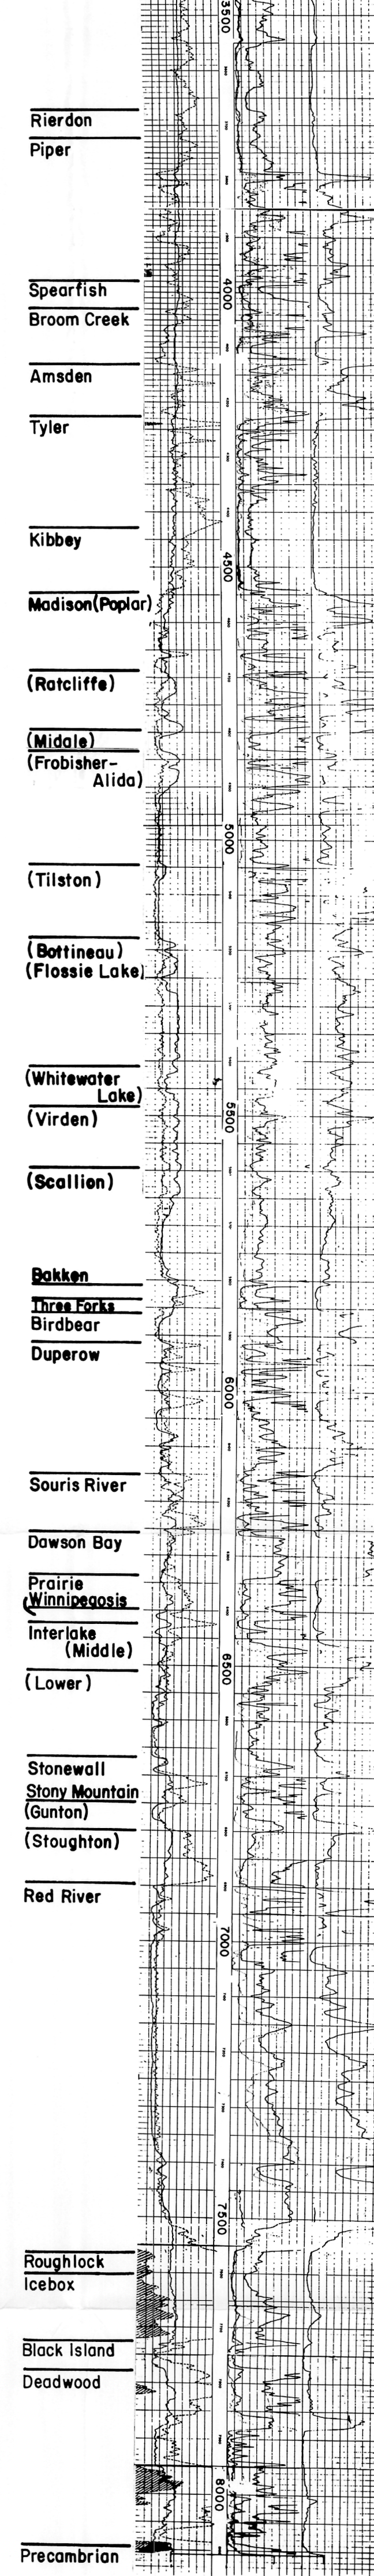 3500
Rierdon
Piper
Spearfish
4000
Broom Creek
Amsden
Tyler
Kibbey
4500
Madison(Poplar)
(Ratcliffe)
(Midale)
(Frobisher-
Alida)
5000
(Tilston)
(Bottineau)
(Flossie Lake)
(Whitewater
Lake)
5500
(Virden)
(Scallion)
Bakken
Three Forks
Birdbear
Duperow
6000
Souris River
Dawson Bay
Prairie
Winnipegosis
Interlake
(Middle)
6500
(Lower)
Stonewall
Stony Mountain
(Gunton)
(Stoughton)
Red River
7000
7500
Roughlock
Icebox
Black Island
Deadwood
8000
Precambrian